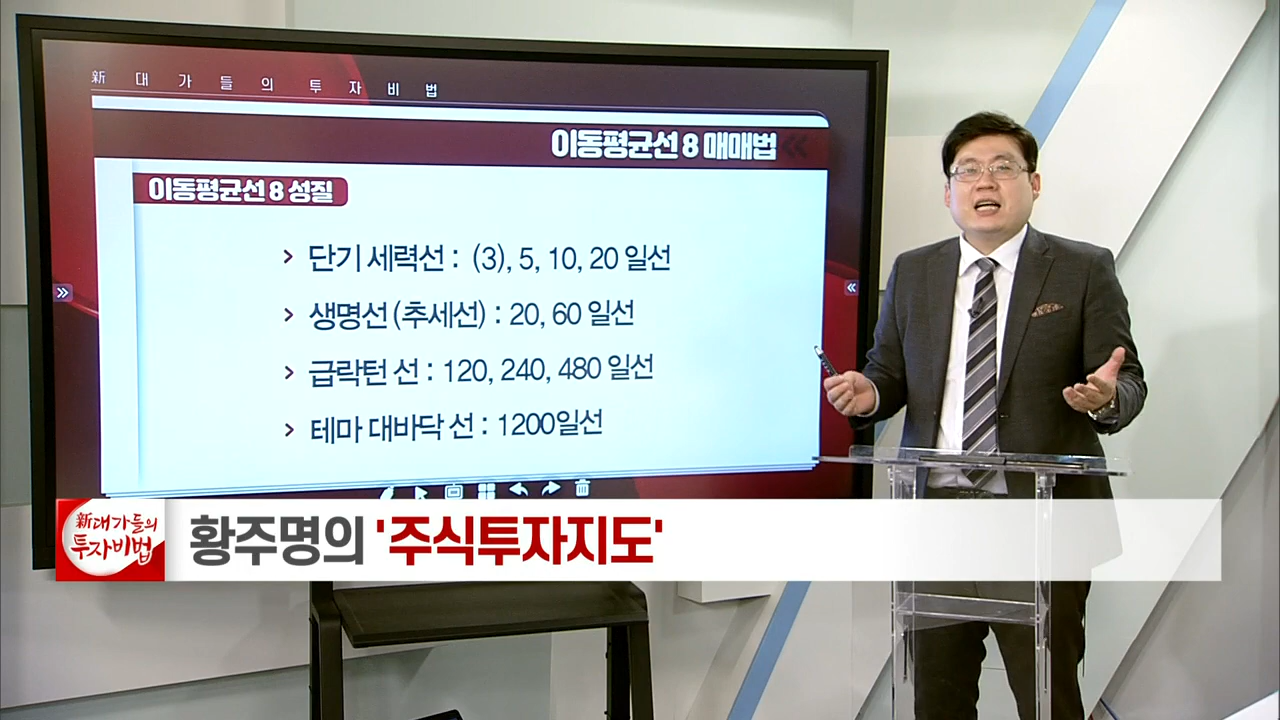 新 대 가 들 의 투 자 비 법
이동평균선 8 매매법
이동평균선 8 성질
단기 세력선 : (3), 5, 10, 20 일선
생명선 (추세선) : 20, 60 일선
급락턴 선 : 120, 240, 480 일선
테마 대바닥 선 : 1200일선
新대가들의
투자비법
황주명의 '주식투자지도'